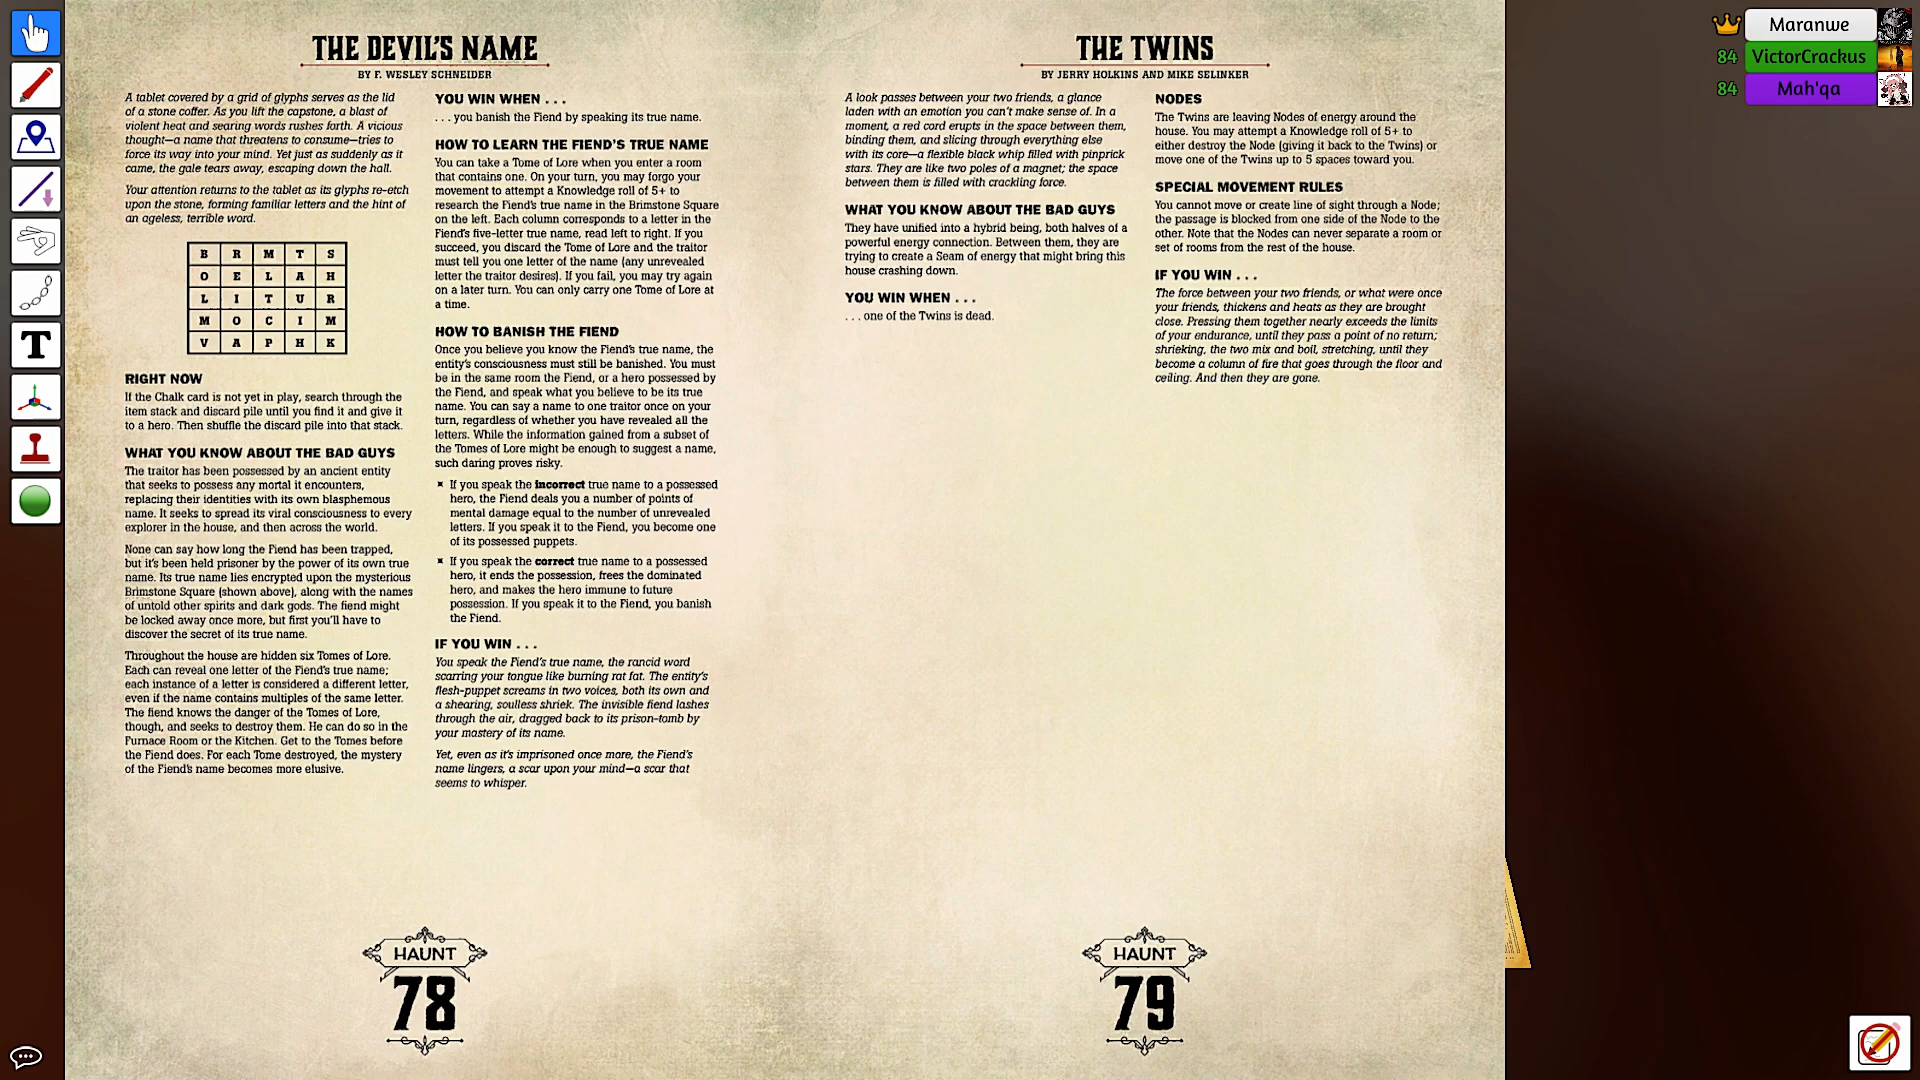 THE DEVIL'S NAME
BY F. WESLEY SCHNEIDER
A tablet covered by a grid of glyphs serves as the lid
of a stone coffer. As you lift the capstone, a blast of
violent heat and searing words rushes forth. A vicious
thought—a name that threatens to consume—tries to
force its way into your mind. Yet just as suddenly as it
came, the gale tears away, escaping down the hall.
Your attention returns to the tablet as its glyphs re-etch
upon the stone, forming familiar letters and the hint of
an ageless, terrible word.
B R M T S
O E L A H
L I T U R
M O C I M
V A P H K
RIGHT NOW
If the Chalk card is not yet in play, search through the
item stack and discard pile until you find it and give it
to a hero. Then shuffle the discard pile into that stack.
WHAT YOU KNOW ABOUT THE BAD GUYS
The traitor has been possessed by an ancient entity
that seeks to possess any mortal it encounters,
replacing their identities with its own blasphemous
name. It seeks to spread its viral consciousness to every
explorer in the house, and then across the world.
None can say how long the Fiend has been trapped,
but it's been held prisoner by the power of its own true
name. Its true name lies encrypted upon the mysterious
Brimstone Square (shown above), along with the names
of untold other spirits and dark gods. The fiend might
be locked away once more, but first you'll have to
discover the secret of its true name.
Throughout the house are hidden six Tomes of Lore.
Each can reveal one letter of the Fiend's true name;
each instance of a letter is considered a different letter,
even if the name contains multiples of the same letter.
The fiend knows the danger of the Tomes of Lore,
though, and seeks to destroy them. He can do so in the
Furnace Room or the Kitchen. Get to the Tomes before
the Fiend does. For each Tome destroyed, the mystery
of the Fiend's name becomes more elusive.
YOU WIN WHEN . . .
. . . you banish the Fiend by speaking its true name.
HOW TO LEARN THE FIEND'S TRUE NAME
You can take a Tome of Lore when you enter a room
that contains one. On your turn, you may forgo your
movement to attempt a Knowledge roll of 5+ to
research the Fiend's true name in the Brimstone Square
on the left. Each column corresponds to a letter in the
Fiend's five-letter true name, read left to right. If you
succeed, you discard the Tome of Lore and the traitor
must tell you one letter of the name (any unrevealed
letter the traitor desires). If you fail, you may try again
on a later turn. You can only carry one Tome of Lore at
a time.
HOW TO BANISH THE FIEND
Once you believe you know the Fiend's true name, the
entity's consciousness must still be banished. You must
be in the same room the Fiend, or a hero possessed by
the Fiend, and speak what you believe to be its true
name. You can say a name to one traitor once on your
turn, regardless of whether you have revealed all the
letters. While the information gained from a subset of
the Tomes of Lore might be enough to suggest a name,
such daring proves risky.
If you speak the incorrect true name to a possessed
hero, the Fiend deals you a number of points of
mental damage equal to the number of unrevealed
letters. If you speak it to the Fiend, you become one
of its possessed puppets.
If you speak the correct true name to a possessed
hero, it ends the possession, frees the dominated
hero, and makes the hero immune to future
possession. If you speak it to the Fiend, you banish
the Fiend.
IF YOU WIN . . .
You speak the Fiend's true name, the rancid word
scarring your tongue like burning rat fat. The entity's
flesh-puppet screams in two voices, both its own and
a shearing, soulless shriek. The invisible fiend lashes
through the air, dragged back to its prison-tomb by
your mastery of its name.
Yet, even as it's imprisoned once more, the Fiend's
name lingers, a scar upon your mind—a scar that
seems to whisper.
HAUNT
78
THE TWINS
BY JERRY HOLKINS AND MIKE SELINKER
A look passes between your two friends, a glance
laden with an emotion you can't make sense of. In a
moment, a red cord erupts in the space between them,
binding them, and slicing through everything else
with its core—a flexible black whip filled with pinprick
stars. They are like two poles of a magnet; the space
between them is filled with crackling force.
WHAT YOU KNOW ABOUT THE BAD GUYS
They have unified into a hybrid being, both halves of a
powerful energy connection. Between them, they are
trying to create a Seam of energy that might bring this
house crashing down.
YOU WIN WHEN . . .
. . . one of the Twins is dead.
NODES
The Twins are leaving Nodes of energy around the
house. You may attempt a Knowledge roll of 5+ to
either destroy the Node (giving it back to the Twins) or
move one of the Twins up to 5 spaces toward you.
SPECIAL MOVEMENT RULES
You cannot move or create line of sight through a Node;
the passage is blocked from one side of the Node to the
other. Note that the Nodes can never separate a room or
set of rooms from the rest of the house.
IF YOU WIN . . .
The force between your two friends, or what were once
your friends, thickens and heats as they are brought
close. Pressing them together nearly exceeds the limits
of your endurance, until they pass a point of no return;
shrieking, the two mix and boil, stretching, until they
become a column of fire that goes through the floor and
ceiling. And then they are gone.
HAUNT
79
Maranwe
84 VictorCrackus
84 Mah'qa
T